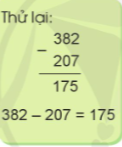 Thử lại:
382
–
207
175
382 – 207 = 175